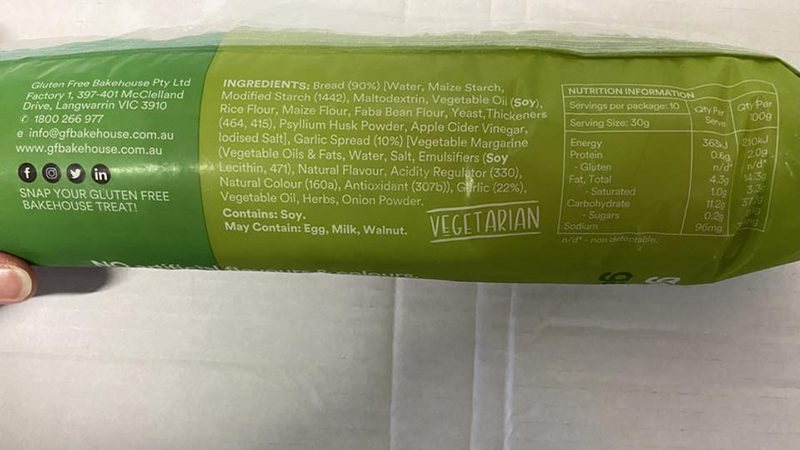 Gluten Free Bakehouse Pty Ltd
Factory 1, 397-401 McClelland
Drive, Langwarrin VIC 3910
1800 266 977
e info@gfbakehouse.com.au
www.gfbakehouse.com.au
SNAP YOUR GLUTEN FREE
BAKEHOUSE TREAT!
INGREDIENTS: Bread (90%) [Water, Maize Starch,
Modified Starch (1442), Maltodextrin, Vegetable Oil (Soy),
Rice Flour, Maize Flour, Faba Bean Flour, Yeast, Thickeners
(464, 415), Psyllium Husk Powder, Apple Cider Vinegar,
Iodised Salt], Garlic Spread (10%) [Vegetable Margarine
(Vegetable Oils & Fats, Water, Salt, Emulsifiers (Soy
Lecithin, 471), Natural Flavour, Acidity Regulator (330),
Natural Colour (160a), Antioxidant (307b)), Garlic (22%),
Vegetable Oil, Herbs, Onion Powder.
Contains: Soy.
May Contain: Egg, Milk, Walnut.
VEGETARIAN
NUTRITION INFORMATION
Servings per package: 10
Serving Size: 30g
Qty Per Serve
Qty Per 100g
Energy 363kJ
Protein 0.6g 2.0g
- Gluten n/d* n/d*
Fat, Total 4.3g 14.3g
- Saturated 1.0g
Carbohydrate 11.2g
- Sugars 0.2g
Sodium 96mg
n/d* - non detectable.